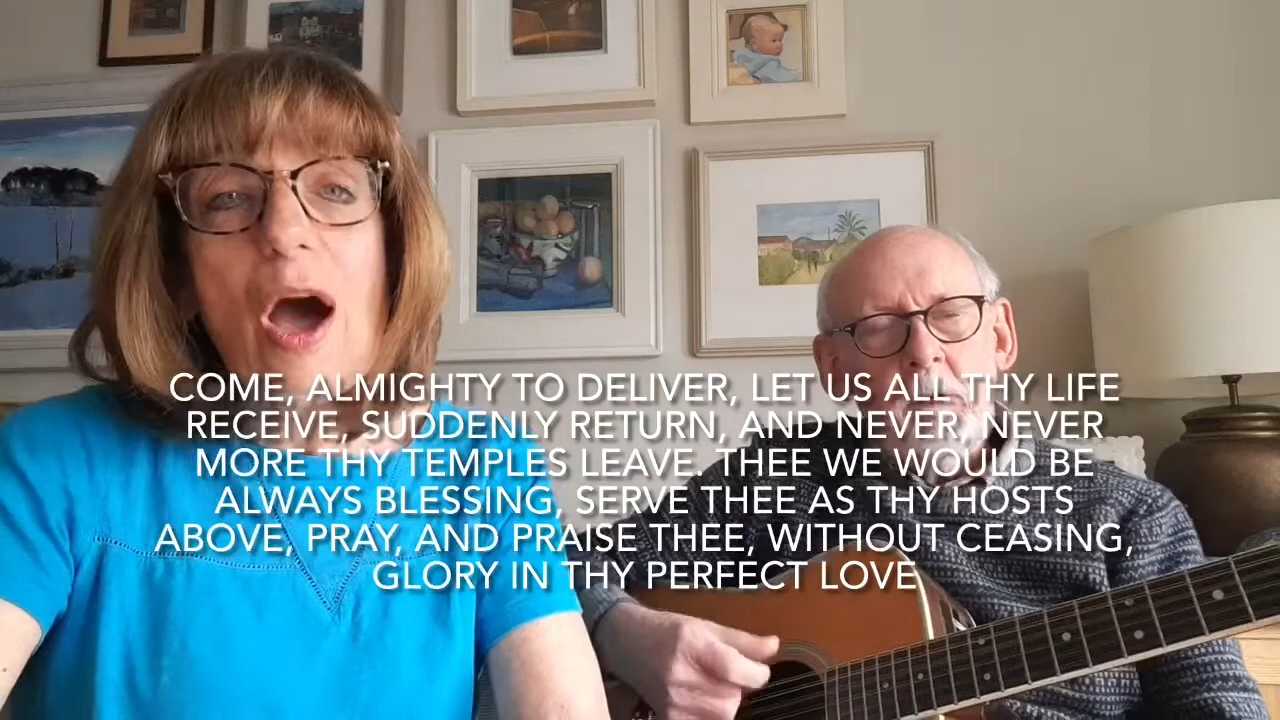 COME, ALMIGHTY TO DELIVER, LET US ALL THY LIFE
RECEIVE, SUDDENLY RETURN, AND NEVER, NEVER
MORE THY TEMPLES LEAVE. THEE WE WOULD BE
ALWAYS BLESSING, SERVE THEE AS THY HOSTS
ABOVE, PRAY, AND PRAISE THEE, WITHOUT CEASING,
GLORY IN THY PERFECT LOVE